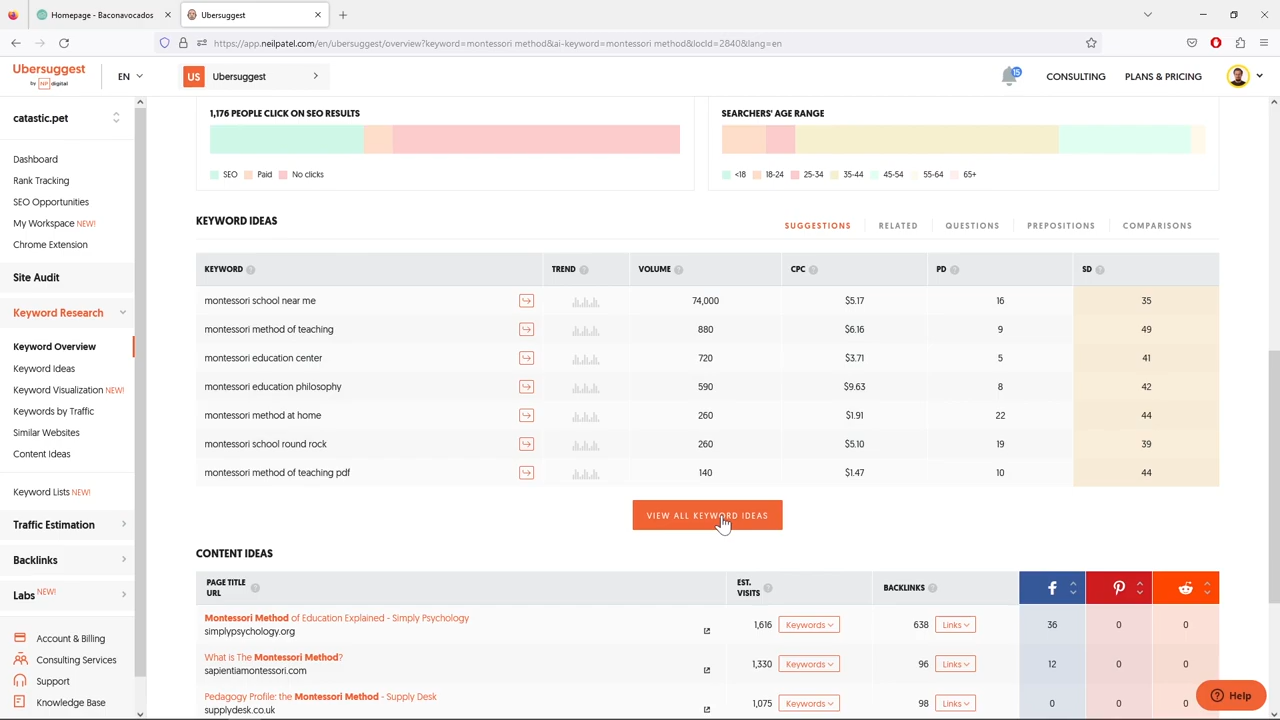 Homepage - Baconavocados
Ubersuggest
https://app.neilpatel.com/en/ubersuggest/overview?keyword=montessori method&aikeyword=montessori method&locId=2840&lang=en
Ubersuggest
by NP digital
EN
US Ubersuggest
15
CONSULTING
PLANS & PRICING
catastic.pet
Dashboard
Rank Tracking
SEO Opportunities
My Workspace NEW!
Chrome Extension
Site Audit
Keyword Research
Keyword Overview
Keyword Ideas
Keyword Visualization NEW!
Keywords by Traffic
Similar Websites
Content Ideas
Keyword Lists NEW!
Traffic Estimation
Backlinks
Labs NEW!
Account & Billing
Consulting Services
Support
Knowledge Base
1,176 PEOPLE CLICK ON SEO RESULTS
SEO Paid No clicks
SEARCHERS' AGE RANGE
<18 18-24 25-34 35-44 45-54 55-64 65+
KEYWORD IDEAS
SUGGESTIONS RELATED QUESTIONS PREPOSITIONS COMPARISONS
KEYWORD ? TREND ? VOLUME ? CPC ? PD ? SD ?
montessori school near me 74,000 $5.17 16 35
montessori method of teaching 880 $6.16 9 49
montessori education center 720 $3.71 5 41
montessori education philosophy 590 $9.63 8 42
montessori method at home 260 $1.91 22 44
montessori school round rock 260 $5.10 19 39
montessori method of teaching pdf 140 $1.47 10 44
VIEW ALL KEYWORD IDEAS
CONTENT IDEAS
PAGE TITLE
URL ?
EST.
VISITS ?
BACKLINKS ?
Montessori Method of Education Explained - Simply Psychology
simplypsychology.org
1,616 Keywords 638 Links 36 0 0
What is The Montessori Method?
sapientiamontessori.com
1,330 Keywords 96 Links 12 0 0
Pedagogy Profile: the Montessori Method - Supply Desk
supplydesk.co.uk
1,075 Keywords 98 Links 0 0 0
? Help